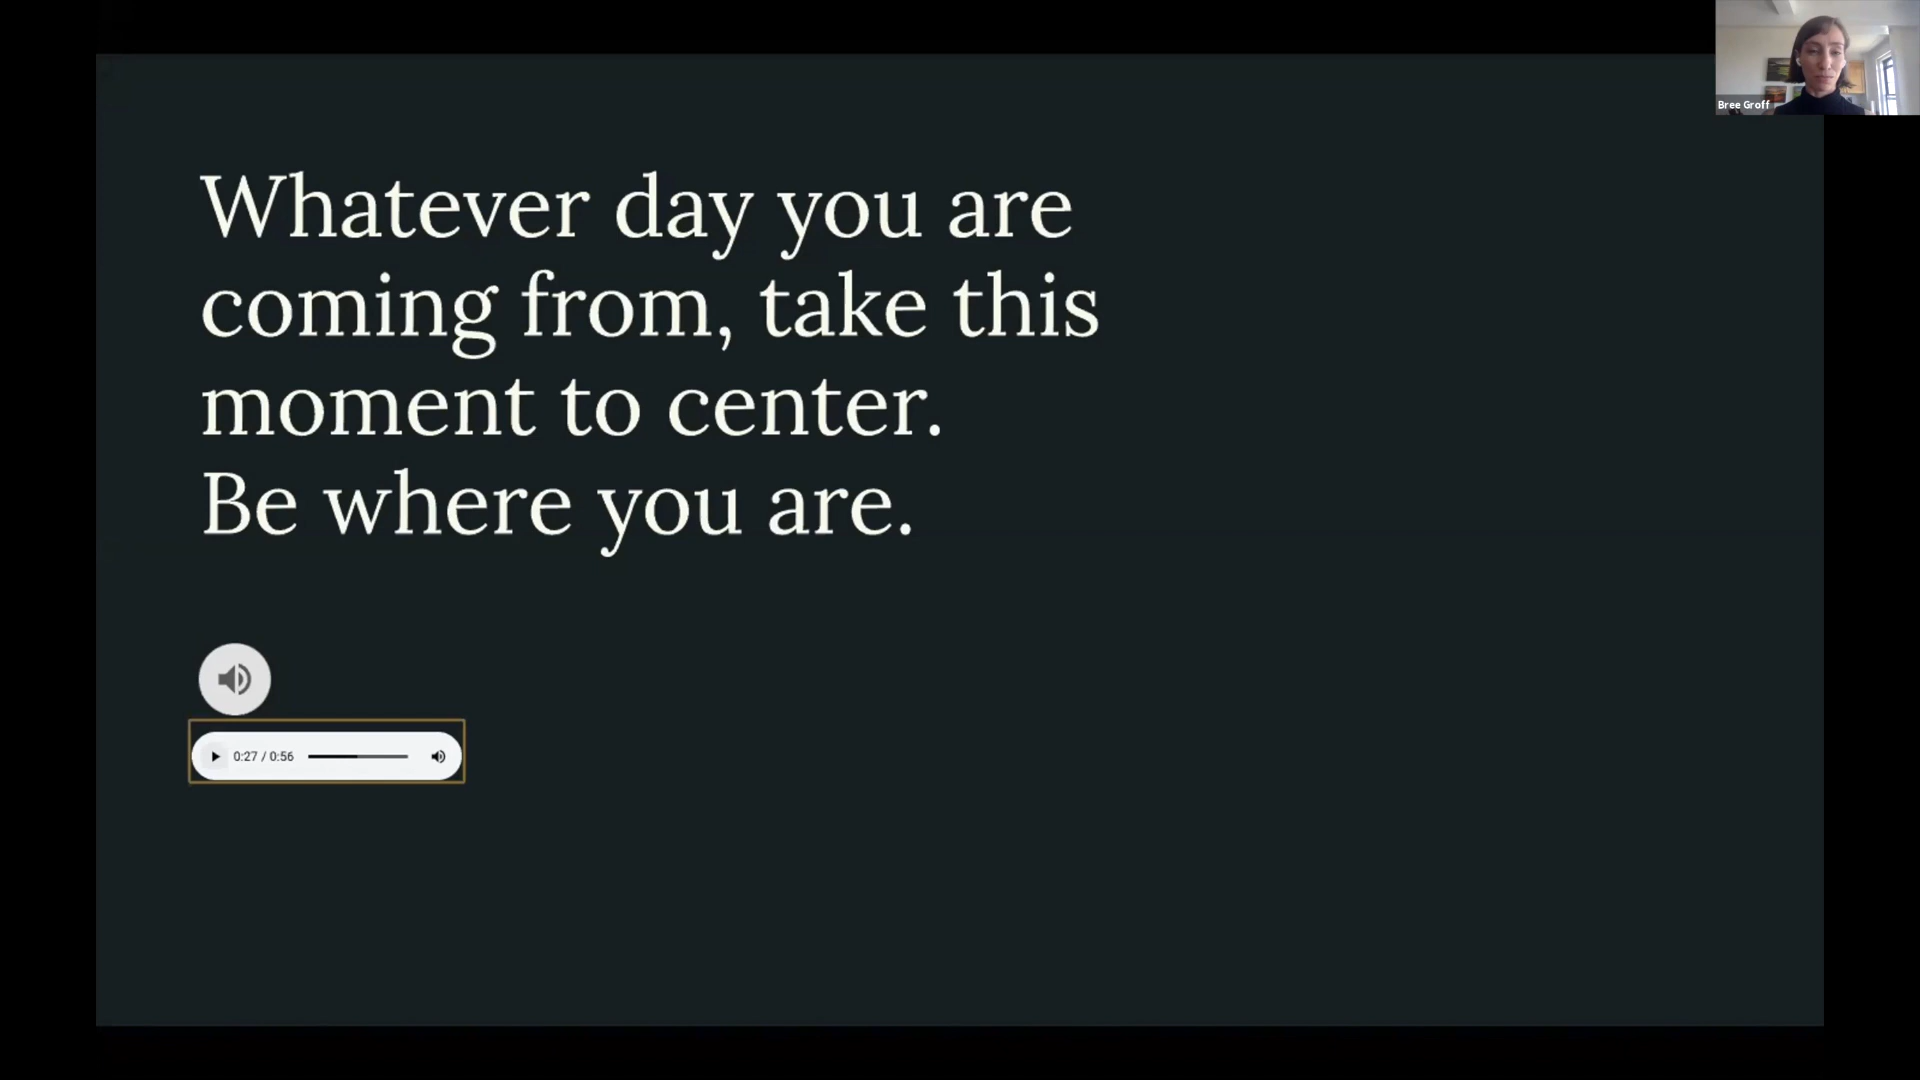 Bree Groff
Whatever day you are
coming from, take this
moment to center.
Be where you are.
0:27 / 0:56